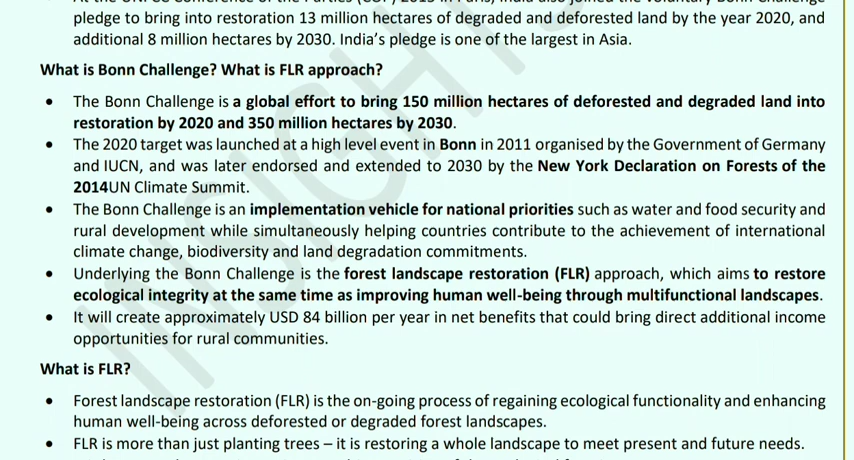 pledge to bring into restoration 13 million hectares of degraded and deforested land by the year 2020, and
additional 8 million hectares by 2030. India's pledge is one of the largest in Asia.
What is Bonn Challenge? What is FLR approach?
• The Bonn Challenge is a global effort to bring 150 million hectares of deforested and degraded land into
restoration by 2020 and 350 million hectares by 2030.
• The 2020 target was launched at a high level event in Bonn in 2011 organised by the Government of Germany
and IUCN, and was later endorsed and extended to 2030 by the New York Declaration on Forests of the
2014UN Climate Summit.
• The Bonn Challenge is an implementation vehicle for national priorities such as water and food security and
rural development while simultaneously helping countries contribute to the achievement of international
climate change, biodiversity and land degradation commitments.
• Underlying the Bonn Challenge is the forest landscape restoration (FLR) approach, which aims to restore
ecological integrity at the same time as improving human well-being through multifunctional landscapes.
• It will create approximately USD 84 billion per year in net benefits that could bring direct additional income
opportunities for rural communities.
What is FLR?
• Forest landscape restoration (FLR) is the on-going process of regaining ecological functionality and enhancing
human well-being across deforested or degraded forest landscapes.
• FLR is more than just planting trees – it is restoring a whole landscape to meet present and future needs.
INSIGHTS